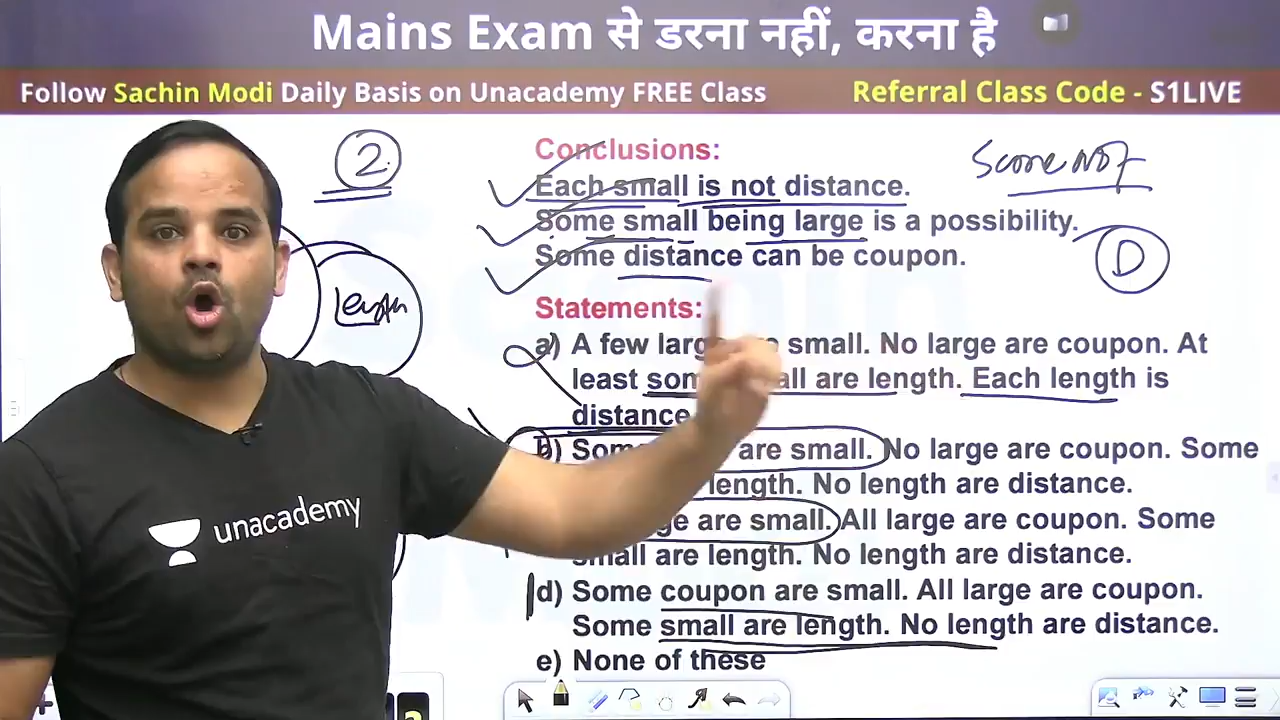 Mains Exam से डरना नहीं, करना है
Follow Sachin Modi Daily Basis on Unacademy FREE Class
Referral Class Code - S1LIVE
2
Conclusions:
Each small is not distance.
Some small being large is a possibility.
Some distance can be coupon.
D
Length
Statements:
a) A few are small. No large are coupon. At
least all are length. Each length is
distance
b) are small. No large are coupon. Some
length. No length are distance.
are small. All large are coupon. Some
small are length. No length are distance.
d) Some coupon are small. All large are coupon.
Some small are length. No length are distance.
e) None of these
unacademy